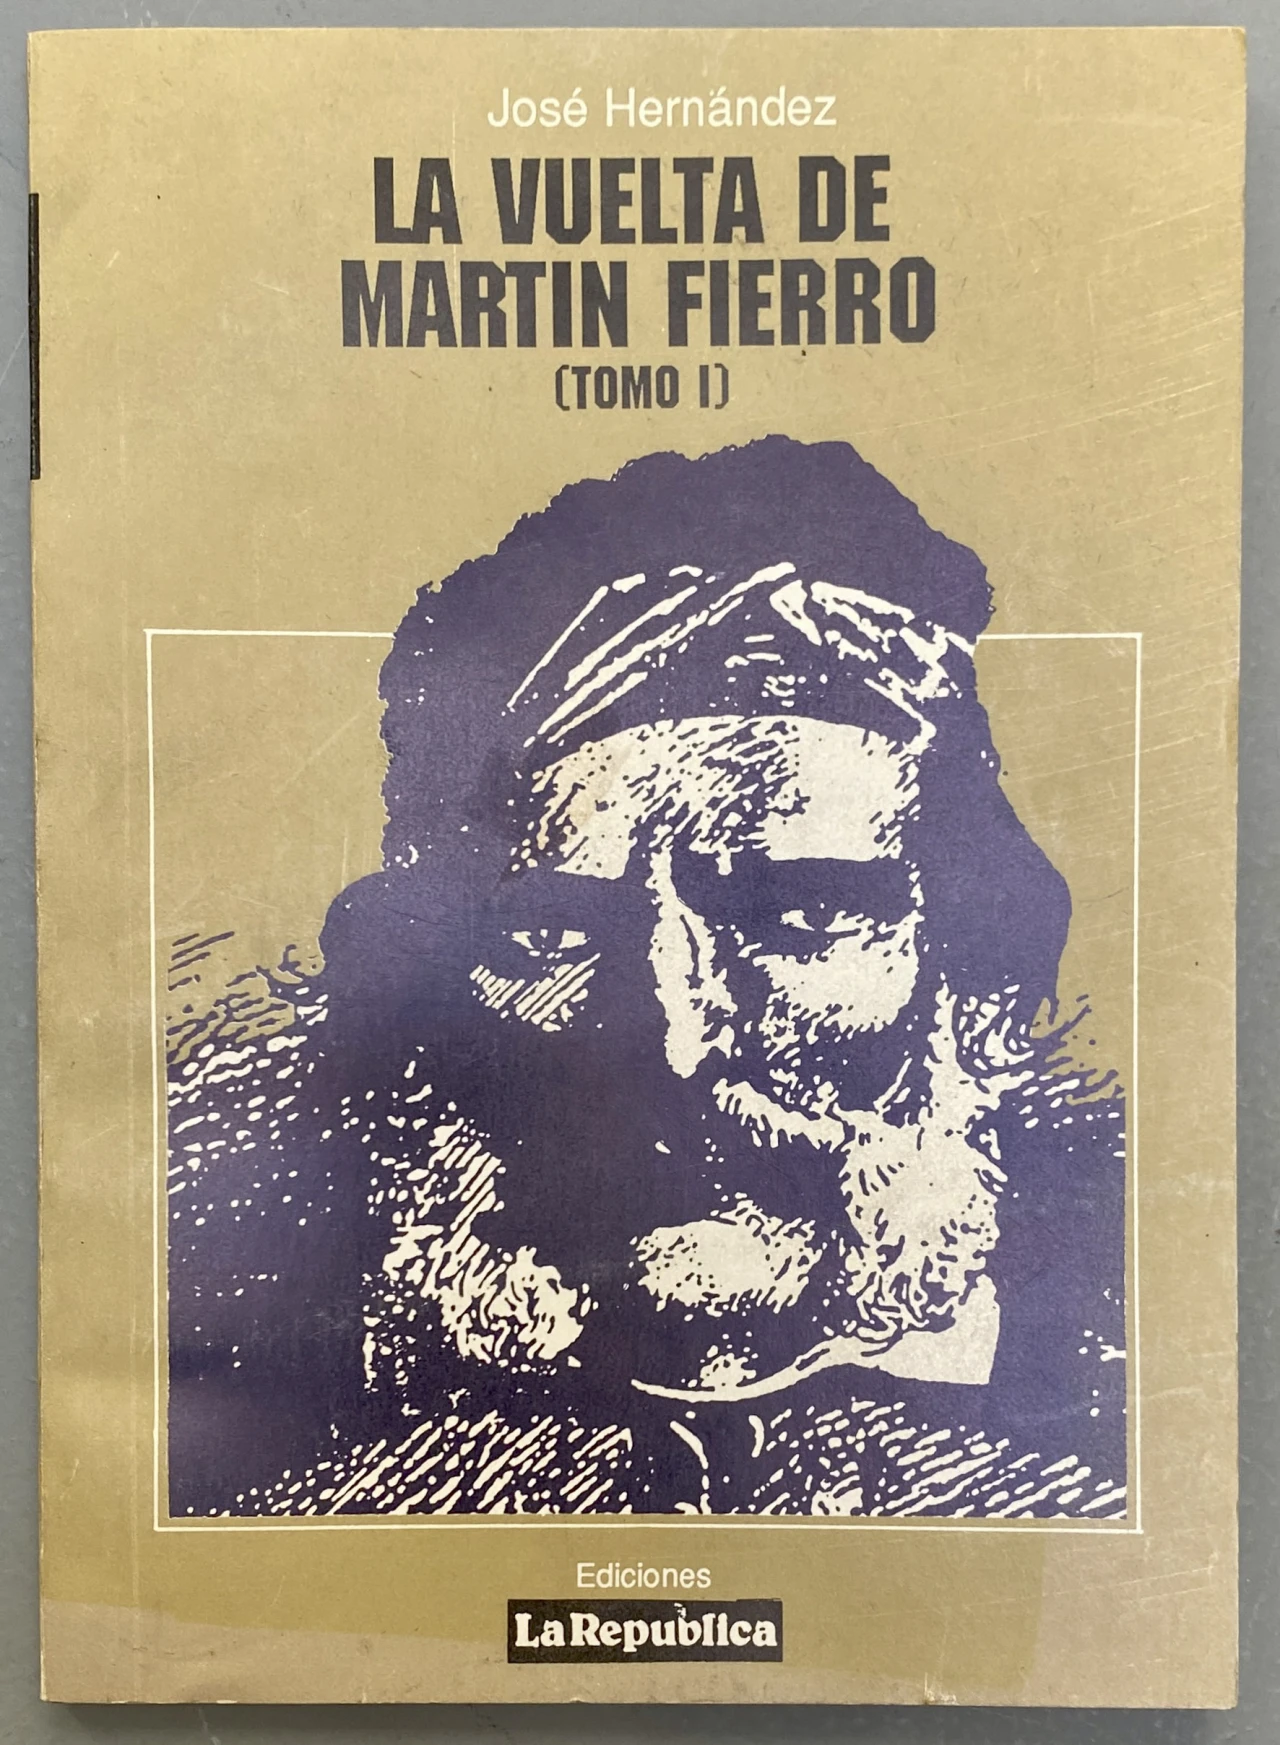 José Hernández
LA VUELTA DE
MARTIN FIERRO
(TOMO I)
Ediciones
La Republica